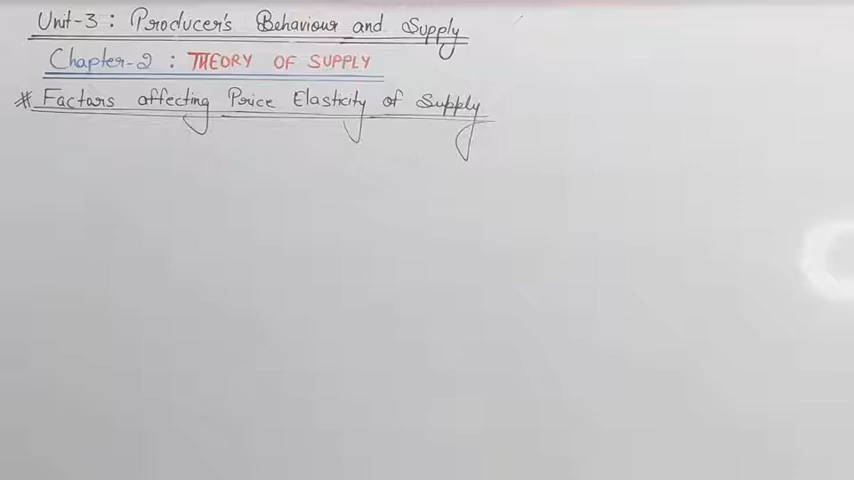 Unit-3 : Producer's Behaviour and Supply
Chapter-2 : THEORY OF SUPPLY
# Factors affecting Price Elasticity of Supply